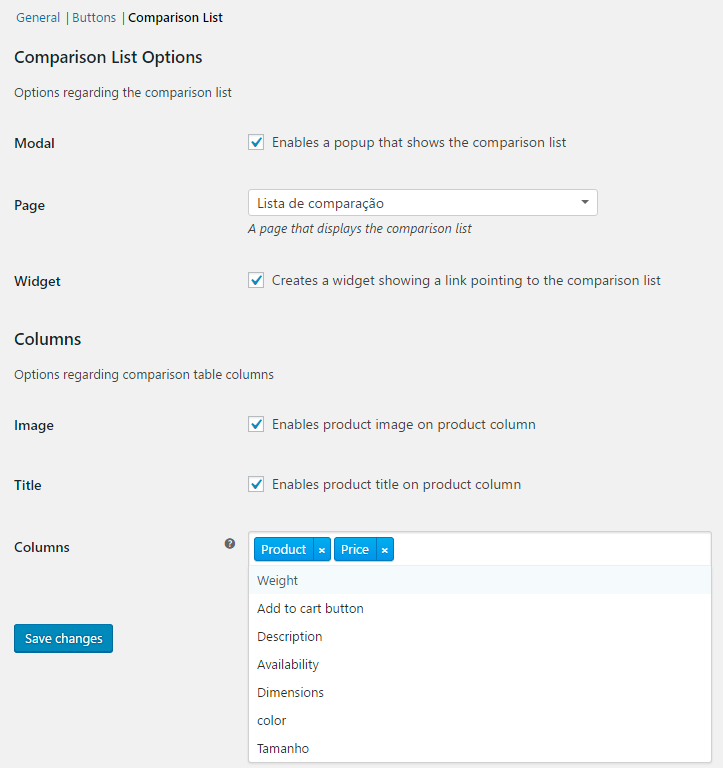 General | Buttons | Comparison List
Comparison List Options
Options regarding the comparison list
Modal
Enables a popup that shows the comparison list
Page
Lista de comparação
A page that displays the comparison list
Widget
Creates a widget showing a link pointing to the comparison list
Columns
Options regarding comparison table columns
Image
Enables product image on product column
Title
Enables product title on product column
Columns
?
Product × Price ×
Weight
Add to cart button
Description
Availability
Dimensions
color
Tamanho
Save changes